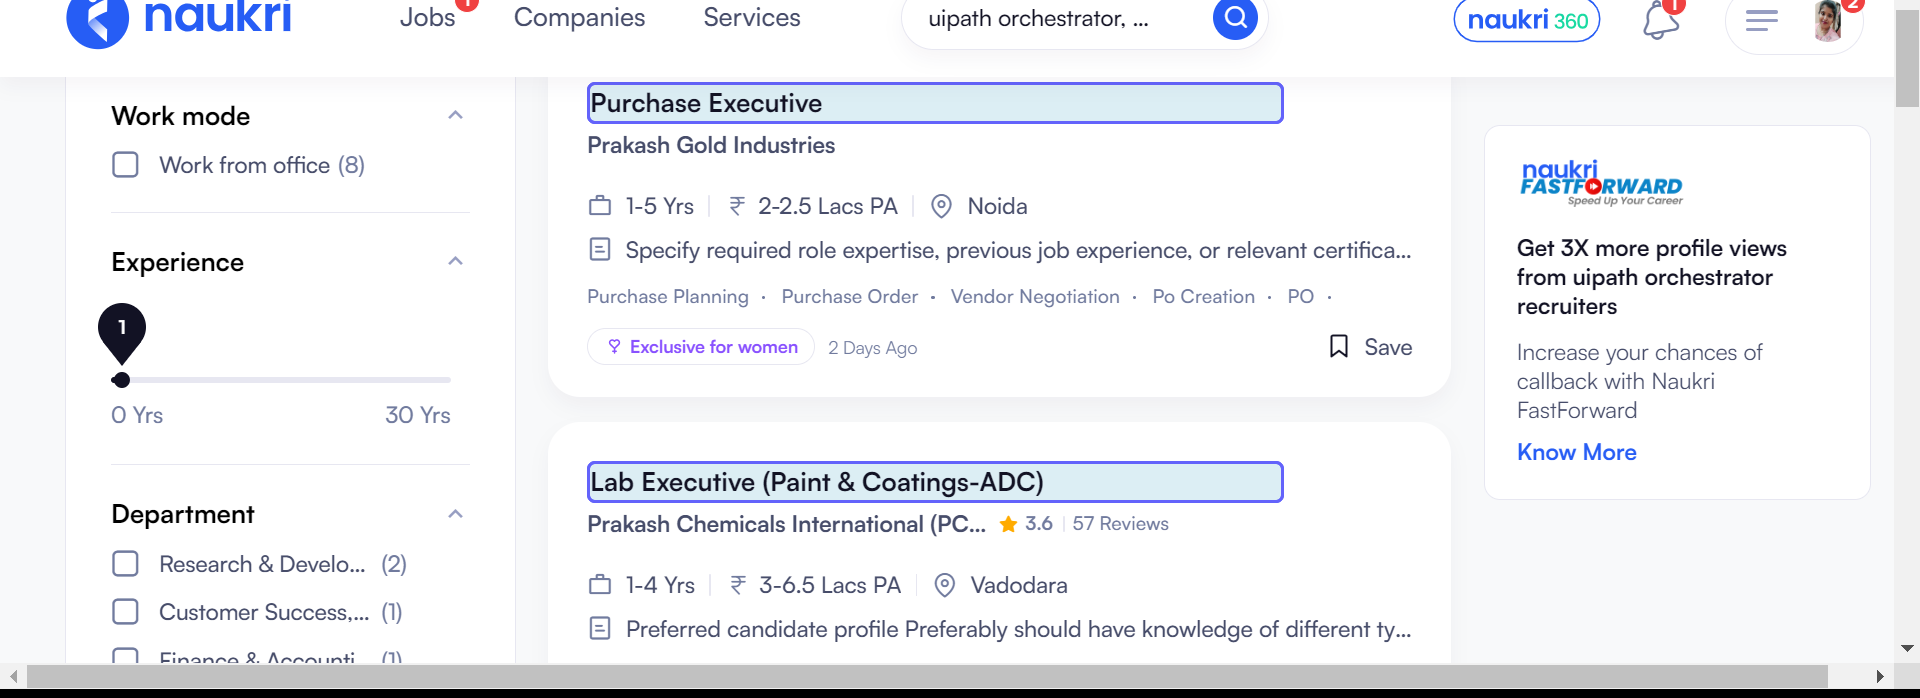 naukri
Jobs
1
Companies
Services
uipath orchestrator, ...
naukri 360
1
2
Work mode
Work from office (8)
Experience
1
0 Yrs
30 Yrs
Department
Research & Develo... (2)
Customer Success,... (1)
Finance & Accounti... (1)
Purchase Executive
Prakash Gold Industries
1-5 Yrs
₹ 2-2.5 Lacs PA
Noida
Specify required role expertise, previous job experience, or relevant certifica...
Purchase Planning · Purchase Order · Vendor Negotiation · Po Creation · PO ·
Exclusive for women
2 Days Ago
Save
Lab Executive (Paint & Coatings-ADC)
Prakash Chemicals International (PC... 3.6 57 Reviews
1-4 Yrs
₹ 3-6.5 Lacs PA
Vadodara
Preferred candidate profile Preferably should have knowledge of different ty...
naukri
FASTFORWARD
Speed Up Your Career
Get 3X more profile views
from uipath orchestrator
recruiters
Increase your chances of
callback with Naukri
FastForward
Know More